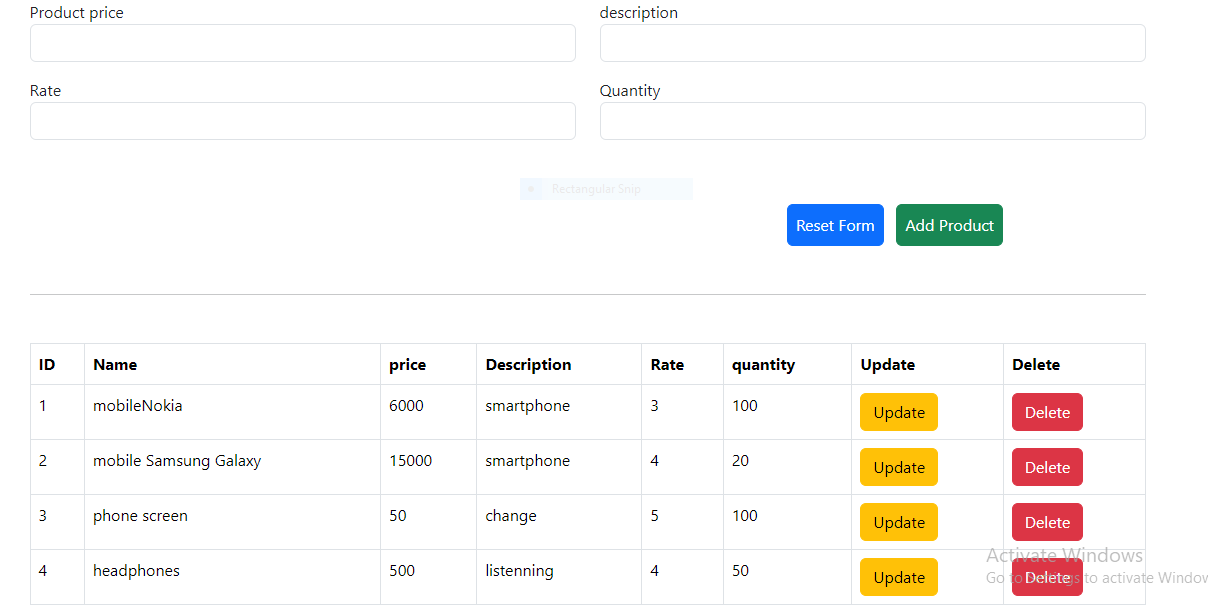 Product price description
Rate Quantity
Rectangular Snip
Reset Form Add Product
ID Name price Description Rate quantity Update Delete
1 mobileNokia 6000 smartphone 3 100 Update Delete
2 mobile Samsung Galaxy 15000 smartphone 4 20 Update Delete
3 phone screen 50 change 5 100 Update Delete
Activate Windows
4 headphones 500 listenning 4 50 Update Delete
Go to Settings to activate Window